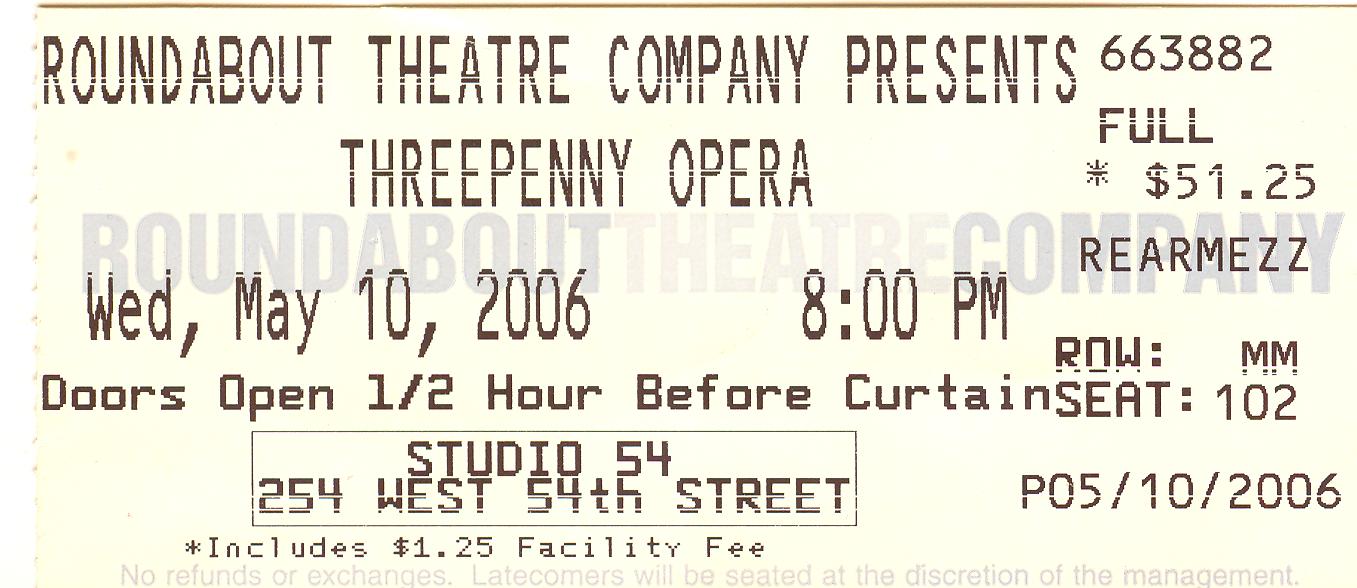 ROUNDABOUT THEATRE COMPANY PRESENTS 663882
FULL
THREEPENNY OPERA * $51.25
ROUNDABOUTTHEATRECOMPANY
REARMEZZ
Wed, May 10, 2006 8:00 PM
ROW: MM
Doors Open 1/2 Hour Before Curtain SEAT: 102
STUDIO 54
254 WEST 54th STREET
P05/10/2006
*Includes $1.25 Facility Fee
No refunds or exchanges. Latecomers will be seated at the discretion of the management.